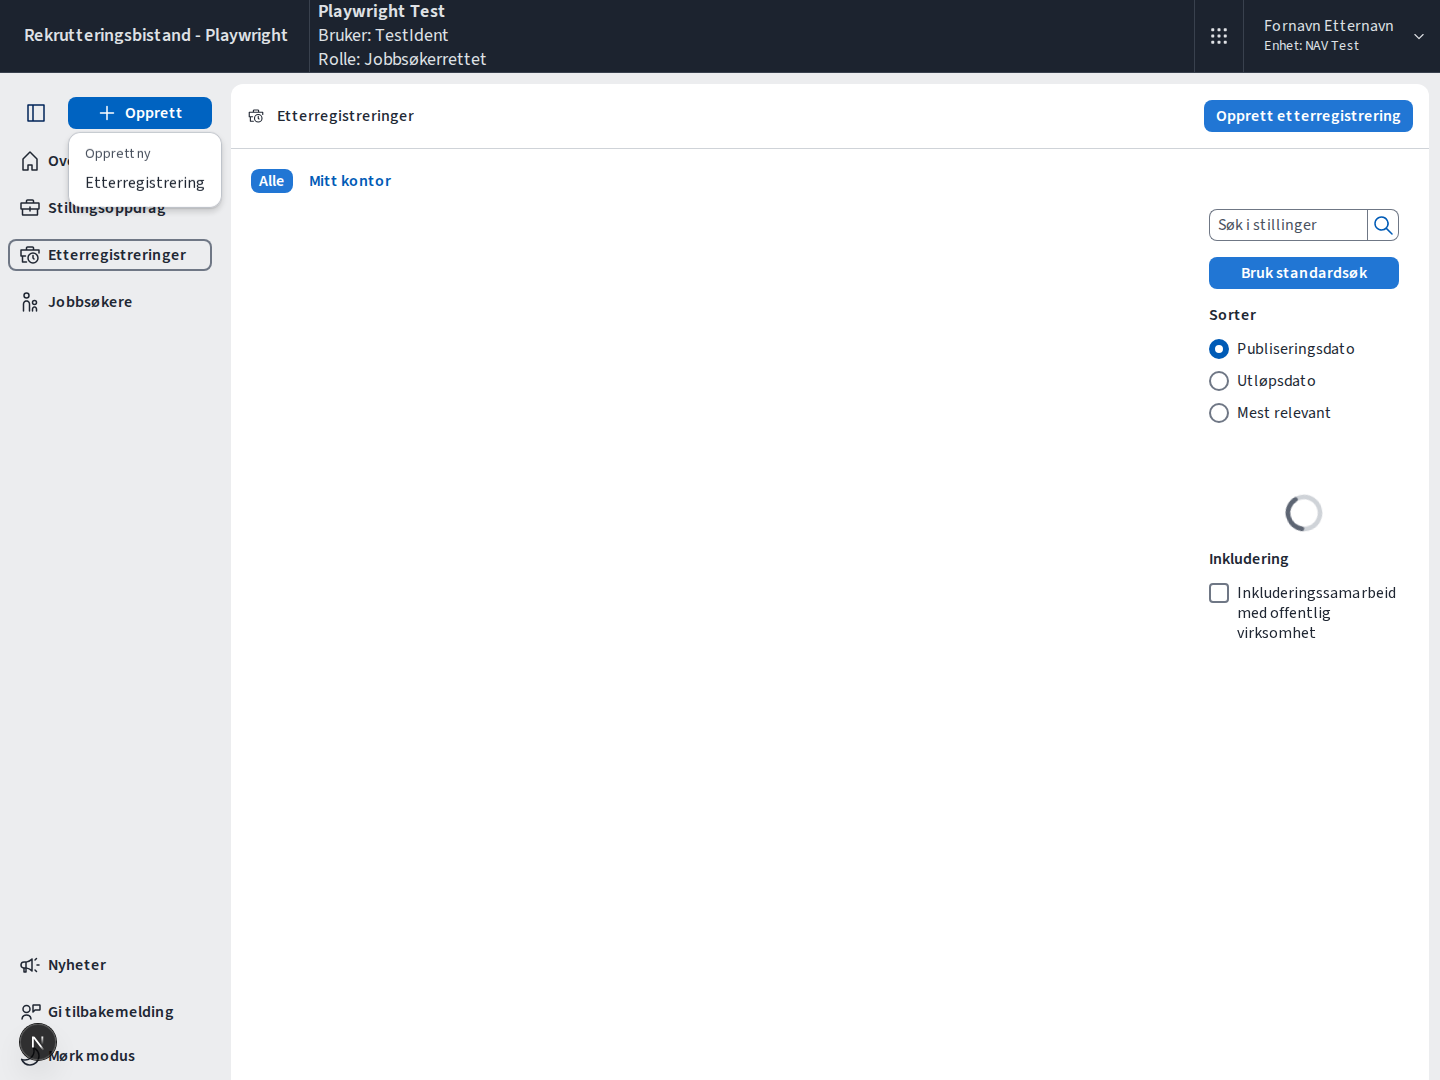 Rekrutteringsbistand - Playwright
Playwright Test
Bruker: TestIdent
Rolle: Jobbsøkerrettet
Fornavn Etternavn
Enhet: NAV Test
Opprett
Opprett ny
Etterregistrering
Stillingsoppdrag
Etterregistreringer
Jobbsøkere
Nyheter
Gi tilbakemelding
Mørk modus
N
Etterregistreringer
Opprett etterregistrering
Alle
Mitt kontor
Søk i stillinger
Bruk standardsøk
Sorter
Publiseringsdato
Utløpsdato
Mest relevant
Inkludering
Inkluderingssamarbeid
med offentlig
virksomhet